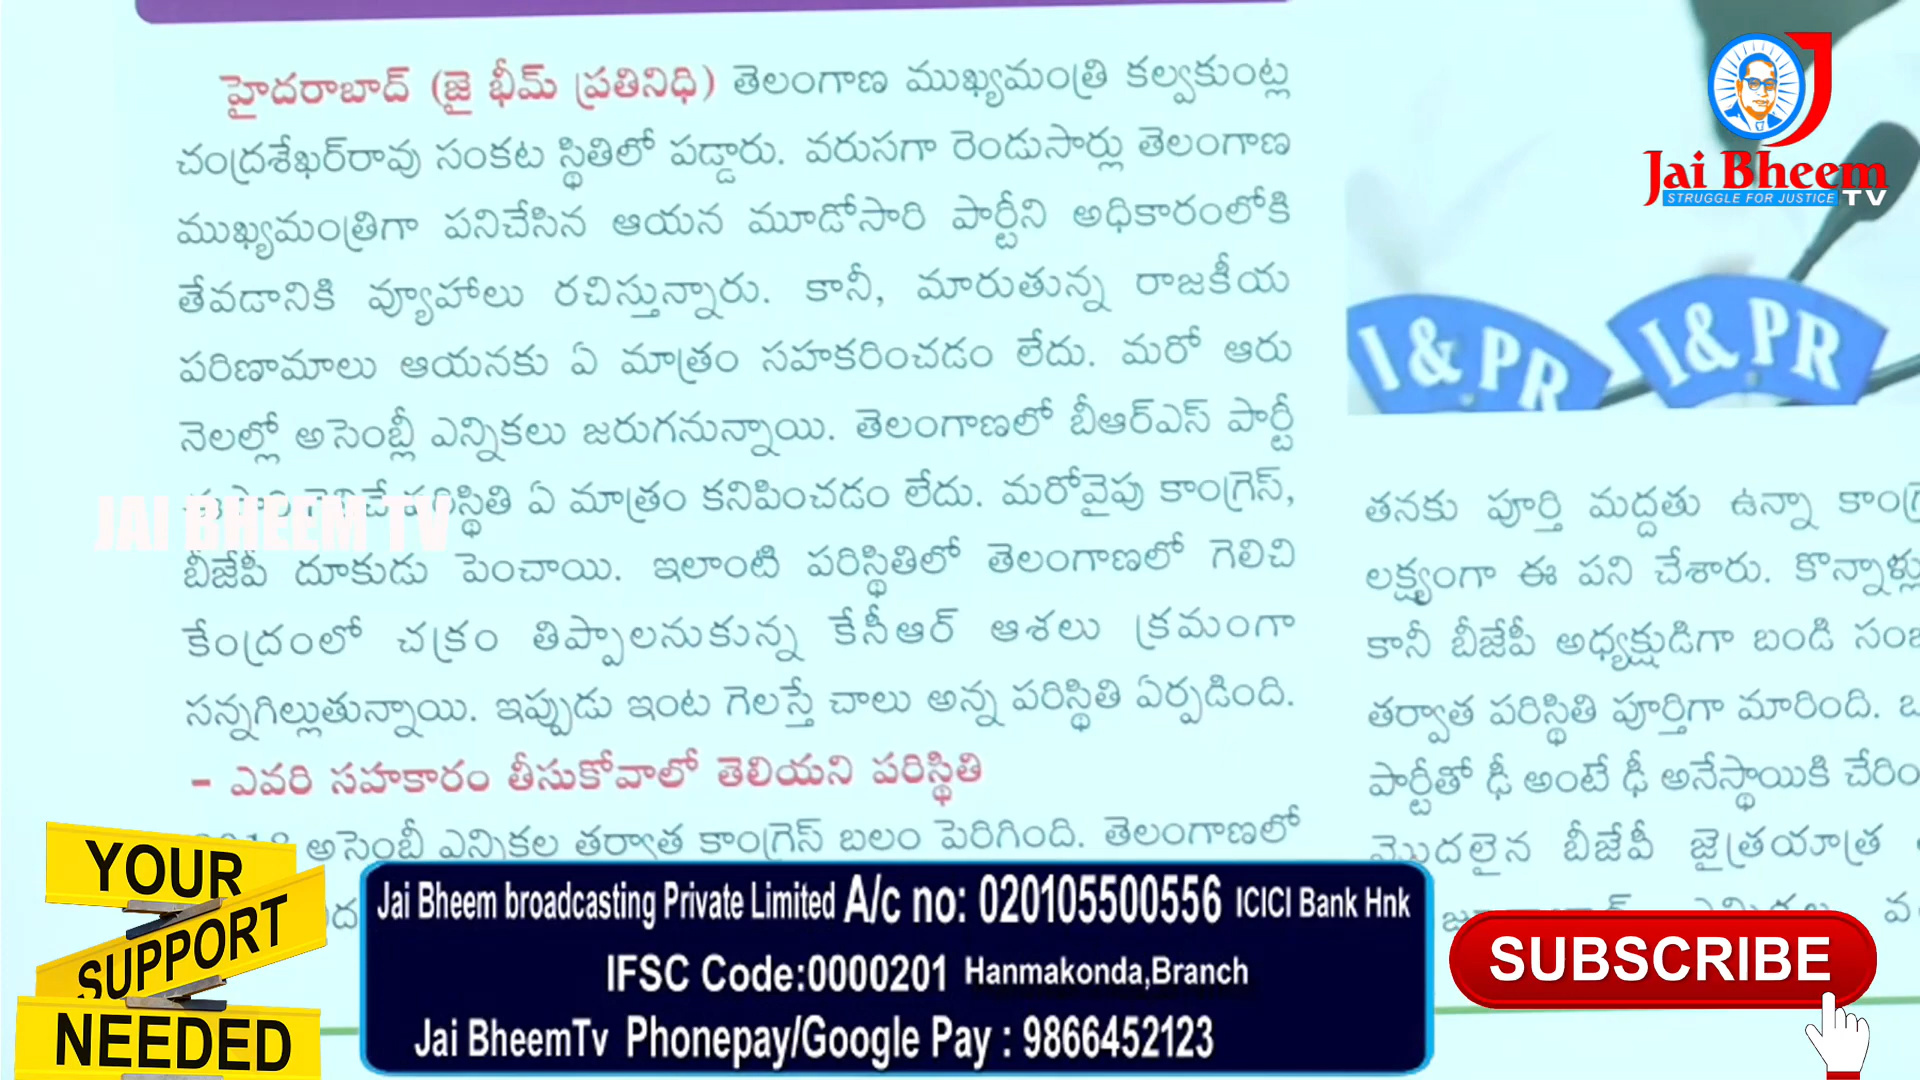 హైదరాబాద్ (జై భీమ్ ప్రతినిధి) తెలంగాణ ముఖ్యమంత్రి కల్వకుంట్ల
చంద్రశేఖర్‌రావు సంకట స్థితిలో పడ్డారు. వరుసగా రెండుసార్లు తెలంగాణ
ముఖ్యమంత్రిగా పనిచేసిన ఆయన మూడోసారి పార్టీని అధికారంలోకి
తేవడానికి వ్యూహాలు రచిస్తున్నారు. కానీ, మారుతున్న రాజకీయ
పరిణామాలు ఆయనకు ఏ మాత్రం సహకరించడం లేదు. మరో ఆరు
నెలల్లో అసెంబ్లీ ఎన్నికలు జరుగనున్నాయి. తెలంగాణలో బీఆర్ఎస్ పార్టీ
ఏ మాత్రం కనిపించడం లేదు. మరోవైపు కాంగ్రెస్,
బీజేపీ దూకుడు పెంచాయి. ఇలాంటి పరిస్థితిలో తెలంగాణలో గెలిచి
కేంద్రంలో చక్రం తిప్పాలనుకున్న కేసీఆర్ ఆశలు క్రమంగా
సన్నగిల్లుతున్నాయి. ఇప్పుడు ఇంట గెలస్తే చాలు అన్న పరిస్థితి ఏర్పడింది.
– ఎవరి సహకారం తీసుకోవాలో తెలియని పరిస్థితి
అసెంబ్లీ ఎన్నికల తర్వాత కాంగ్రెస్ బలం పెరిగింది. తెలంగాణలో
JAI BHEEM TV
Jai Bheem TV
STRUGGLE FOR JUSTICE
I & PR
I & PR
తనకు పూర్తి మద్దతు ఉన్నా
లక్ష్యంగా ఈ పని చేశారు. కొన్నాళ్లు
కానీ బీజేపీ అధ్యక్షుడిగా బండి
తర్వాత పరిస్థితి పూర్తిగా మారింది.
పార్టీతో ఢీ అంటే ఢీ అనేస్థాయికి
మొదలైన బీజేపీ జైత్రయాత్ర
YOUR
SUPPORT
NEEDED
Jai Bheem broadcasting Private Limited A/c no: 020105500556 ICICI Bank Hnk
IFSC Code:0000201 Hanmakonda,Branch
Jai BheemTv Phonepay/Google Pay : 9866452123
SUBSCRIBE